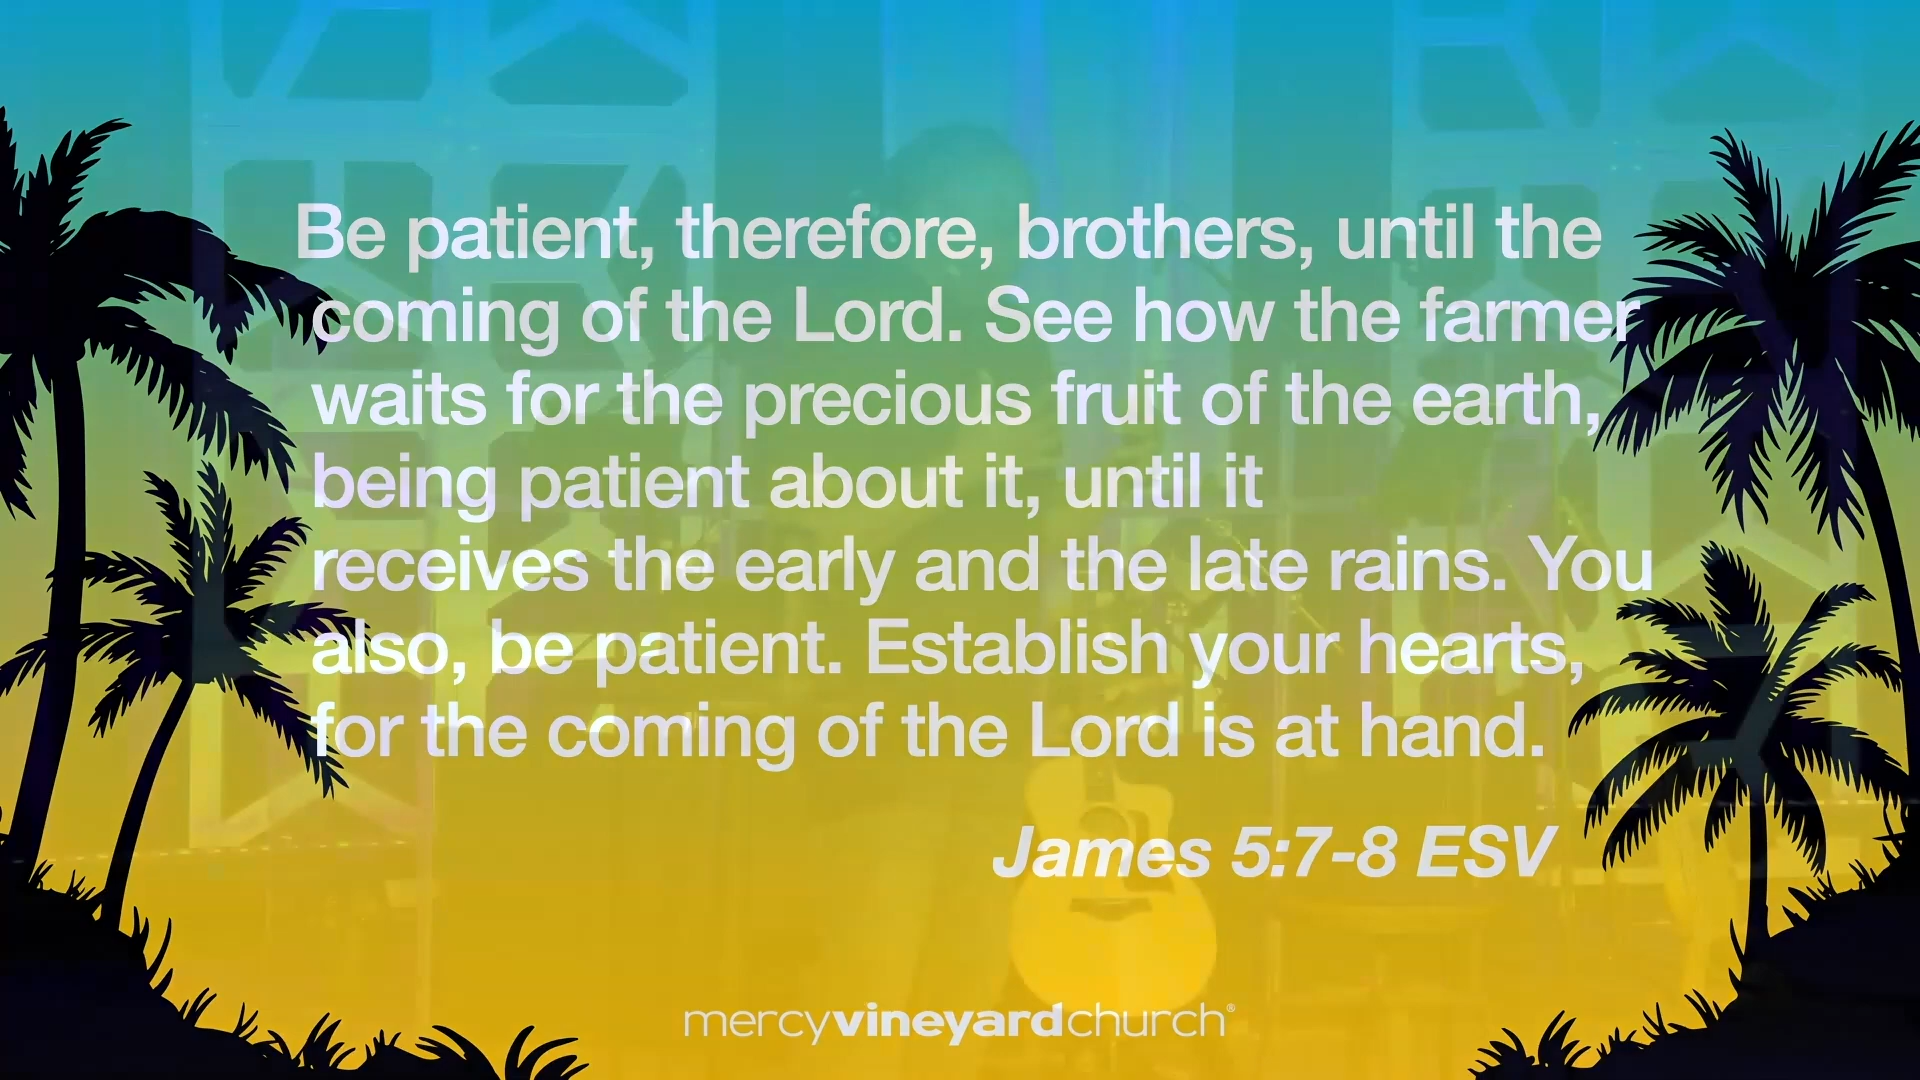 Be patient, therefore, brothers, until the
coming of the Lord. See how the farmer
waits for the precious fruit of the earth,
being patient about it, until it
receives the early and the late rains. You
also, be patient. Establish your hearts,
for the coming of the Lord is at hand.
James 5:7-8 ESV
mercyvineyardchurch®